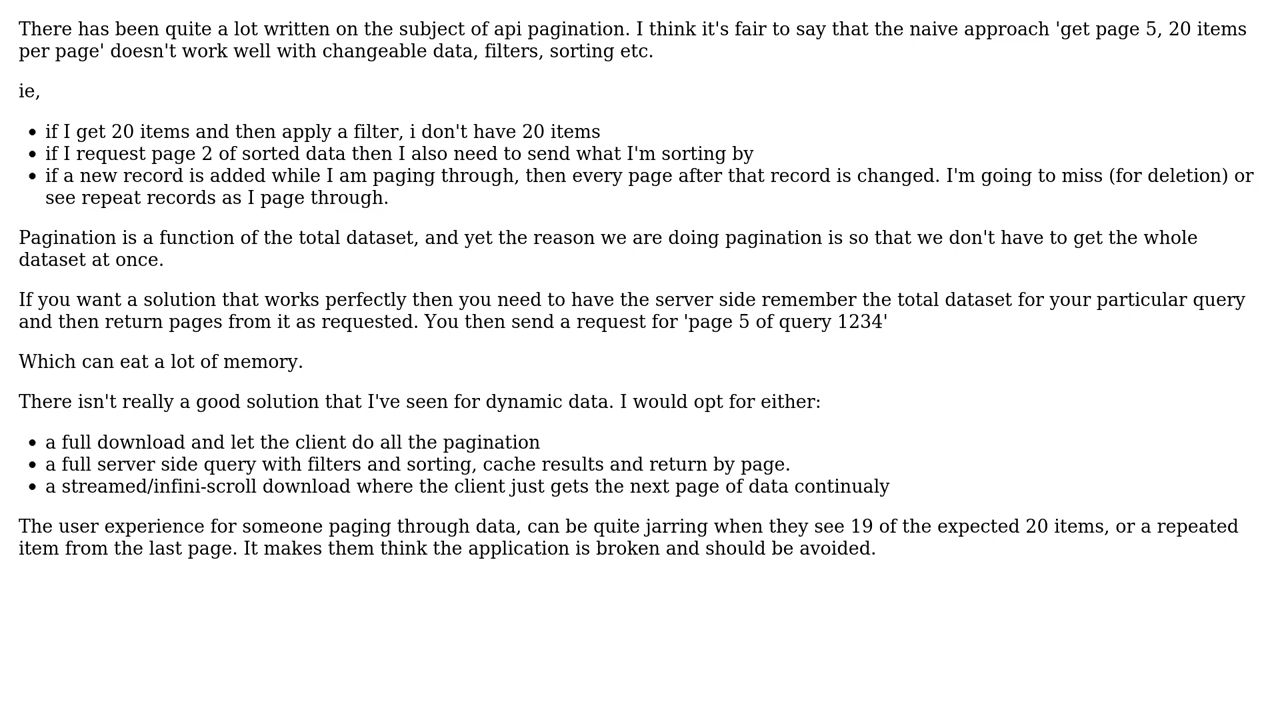 There has been quite a lot written on the subject of api pagination. I think it's fair to say that the naive approach 'get page 5, 20 items
per page' doesn't work well with changeable data, filters, sorting etc.
ie,
• if I get 20 items and then apply a filter, i don't have 20 items
• if I request page 2 of sorted data then I also need to send what I'm sorting by
• if a new record is added while I am paging through, then every page after that record is changed. I'm going to miss (for deletion) or
see repeat records as I page through.
Pagination is a function of the total dataset, and yet the reason we are doing pagination is so that we don't have to get the whole
dataset at once.
If you want a solution that works perfectly then you need to have the server side remember the total dataset for your particular query
and then return pages from it as requested. You then send a request for 'page 5 of query 1234'
Which can eat a lot of memory.
There isn't really a good solution that I've seen for dynamic data. I would opt for either:
• a full download and let the client do all the pagination
• a full server side query with filters and sorting, cache results and return by page.
• a streamed/infini-scroll download where the client just gets the next page of data continualy
The user experience for someone paging through data, can be quite jarring when they see 19 of the expected 20 items, or a repeated
item from the last page. It makes them think the application is broken and should be avoided.